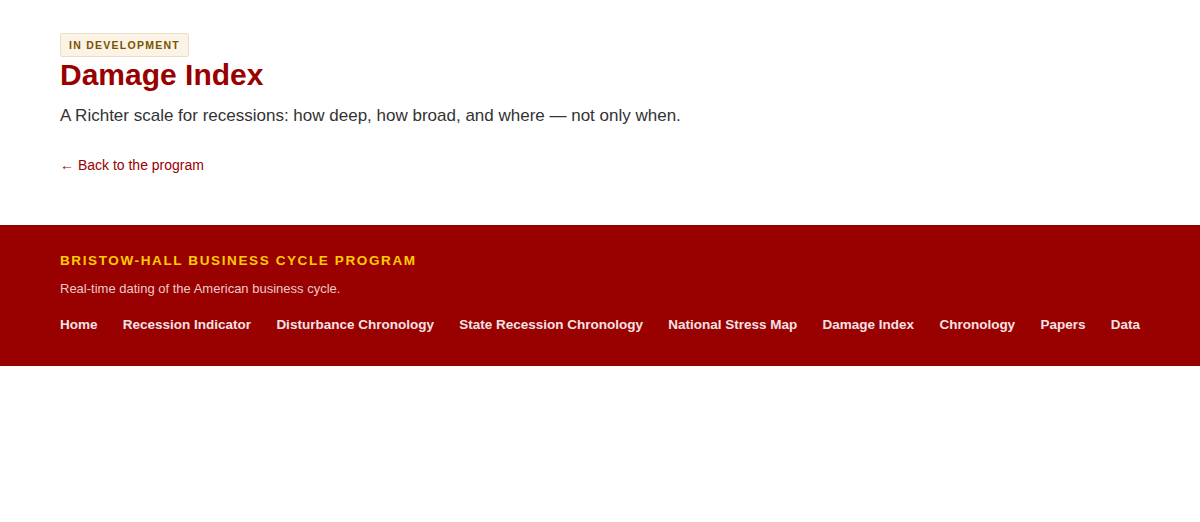 IN DEVELOPMENT
Damage Index
A Richter scale for recessions: how deep, how broad, and where — not only when.
← Back to the program
BRISTOW-HALL BUSINESS CYCLE PROGRAM
Real-time dating of the American business cycle.
Home Recession Indicator Disturbance Chronology State Recession Chronology National Stress Map Damage Index Chronology Papers Data